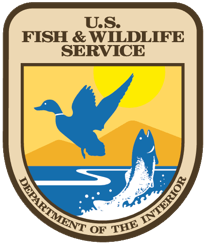 U.S.
FISH & WILDLIFE
SERVICE
DEPARTMENT OF THE INTERIOR